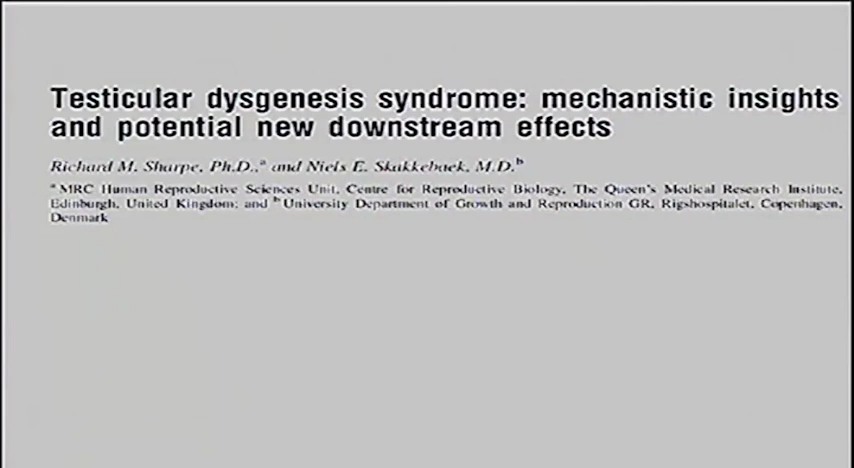 Testicular dysgenesis syndrome: mechanistic insights
and potential new downstream effects
Richard M. Sharpe, Ph.D.,ᵃ and Niels E. Skakkebaek, M.D.ᵇ
ᵃ MRC Human Reproductive Sciences Unit, Centre for Reproductive Biology, The Queen's Medical Research Institute,
Edinburgh, United Kingdom; and ᵇ University Department of Growth and Reproduction GR, Rigshospitalet, Copenhagen,
Denmark